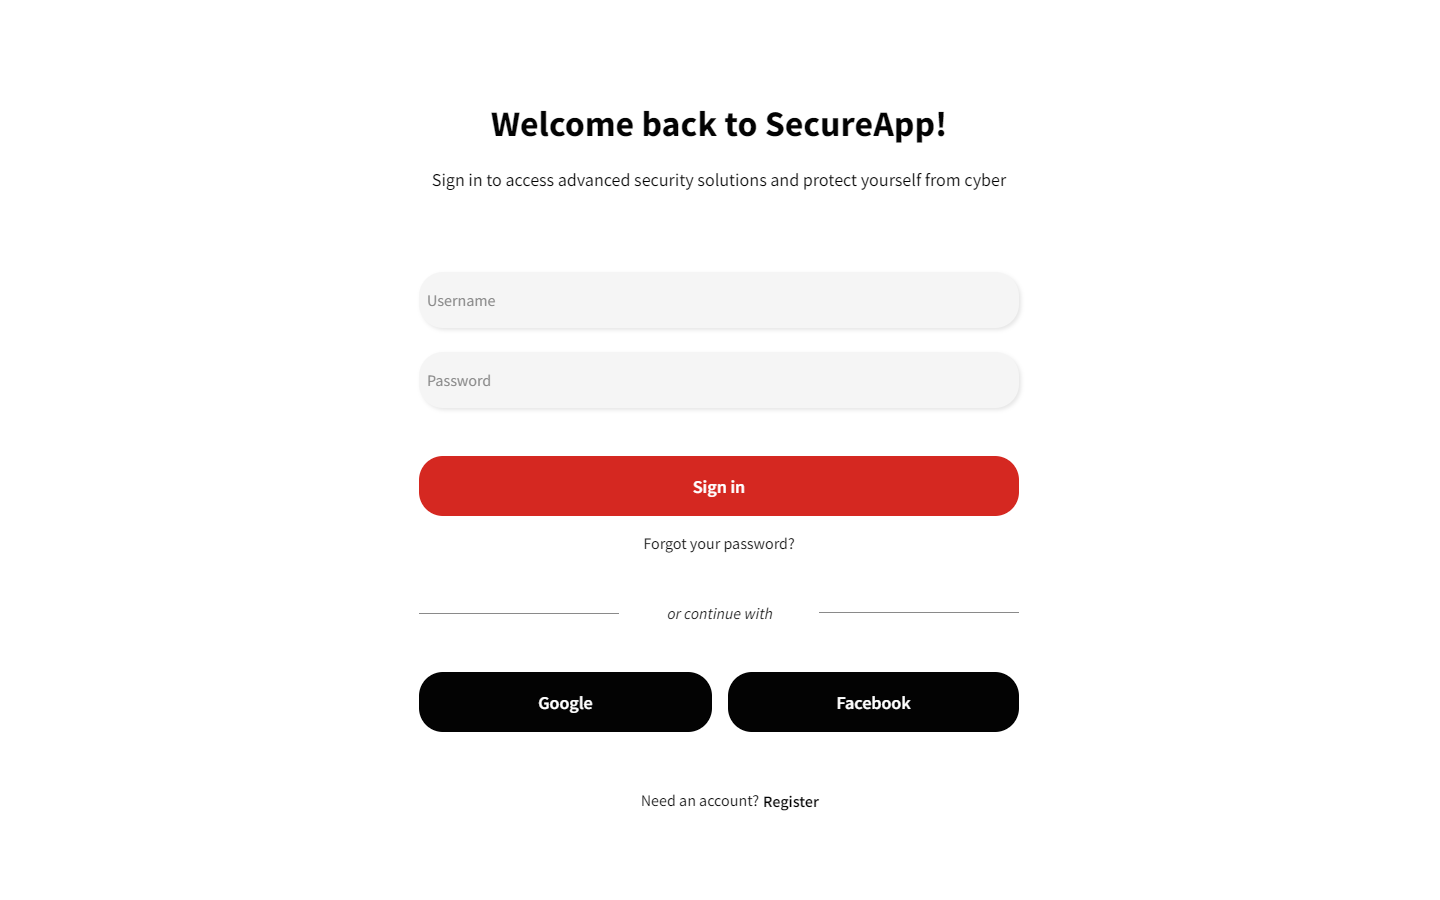 Welcome back to SecureApp!
Sign in to access advanced security solutions and protect yourself from cyber
Username
Password
Sign in
Forgot your password?
or continue with
Google Facebook
Need an account? Register